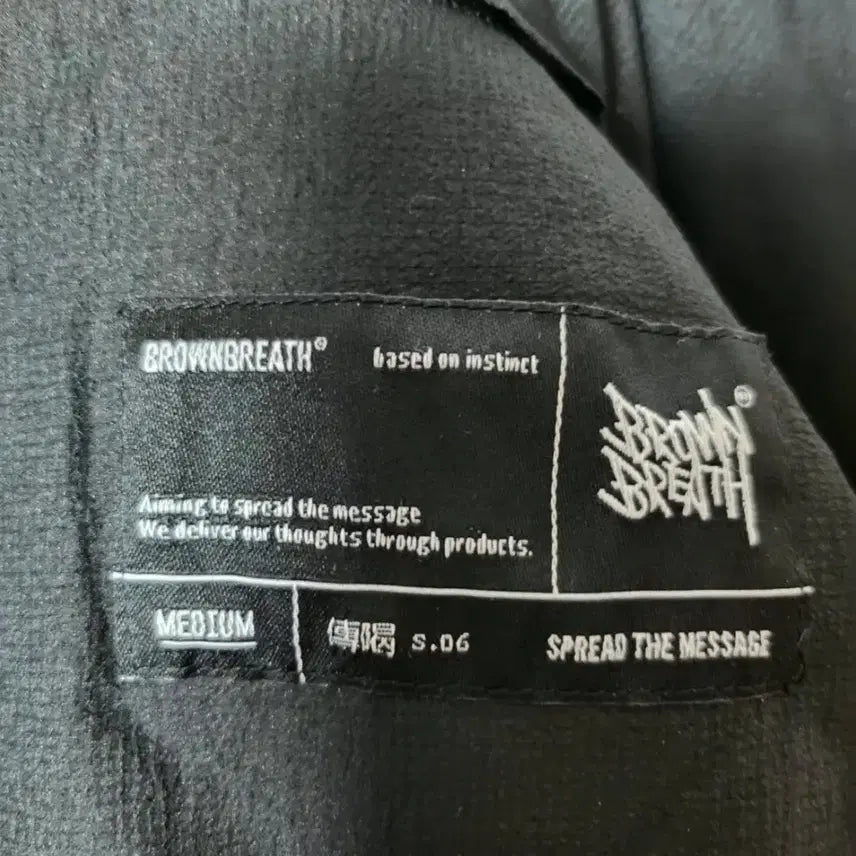 BROWNBREATH® based on instinct
BROWN
BREATH®
Aiming to spread the message
We deliver our thoughts through products.
MEDIUM 傳喝 S.06 SPREAD THE MESSAGE